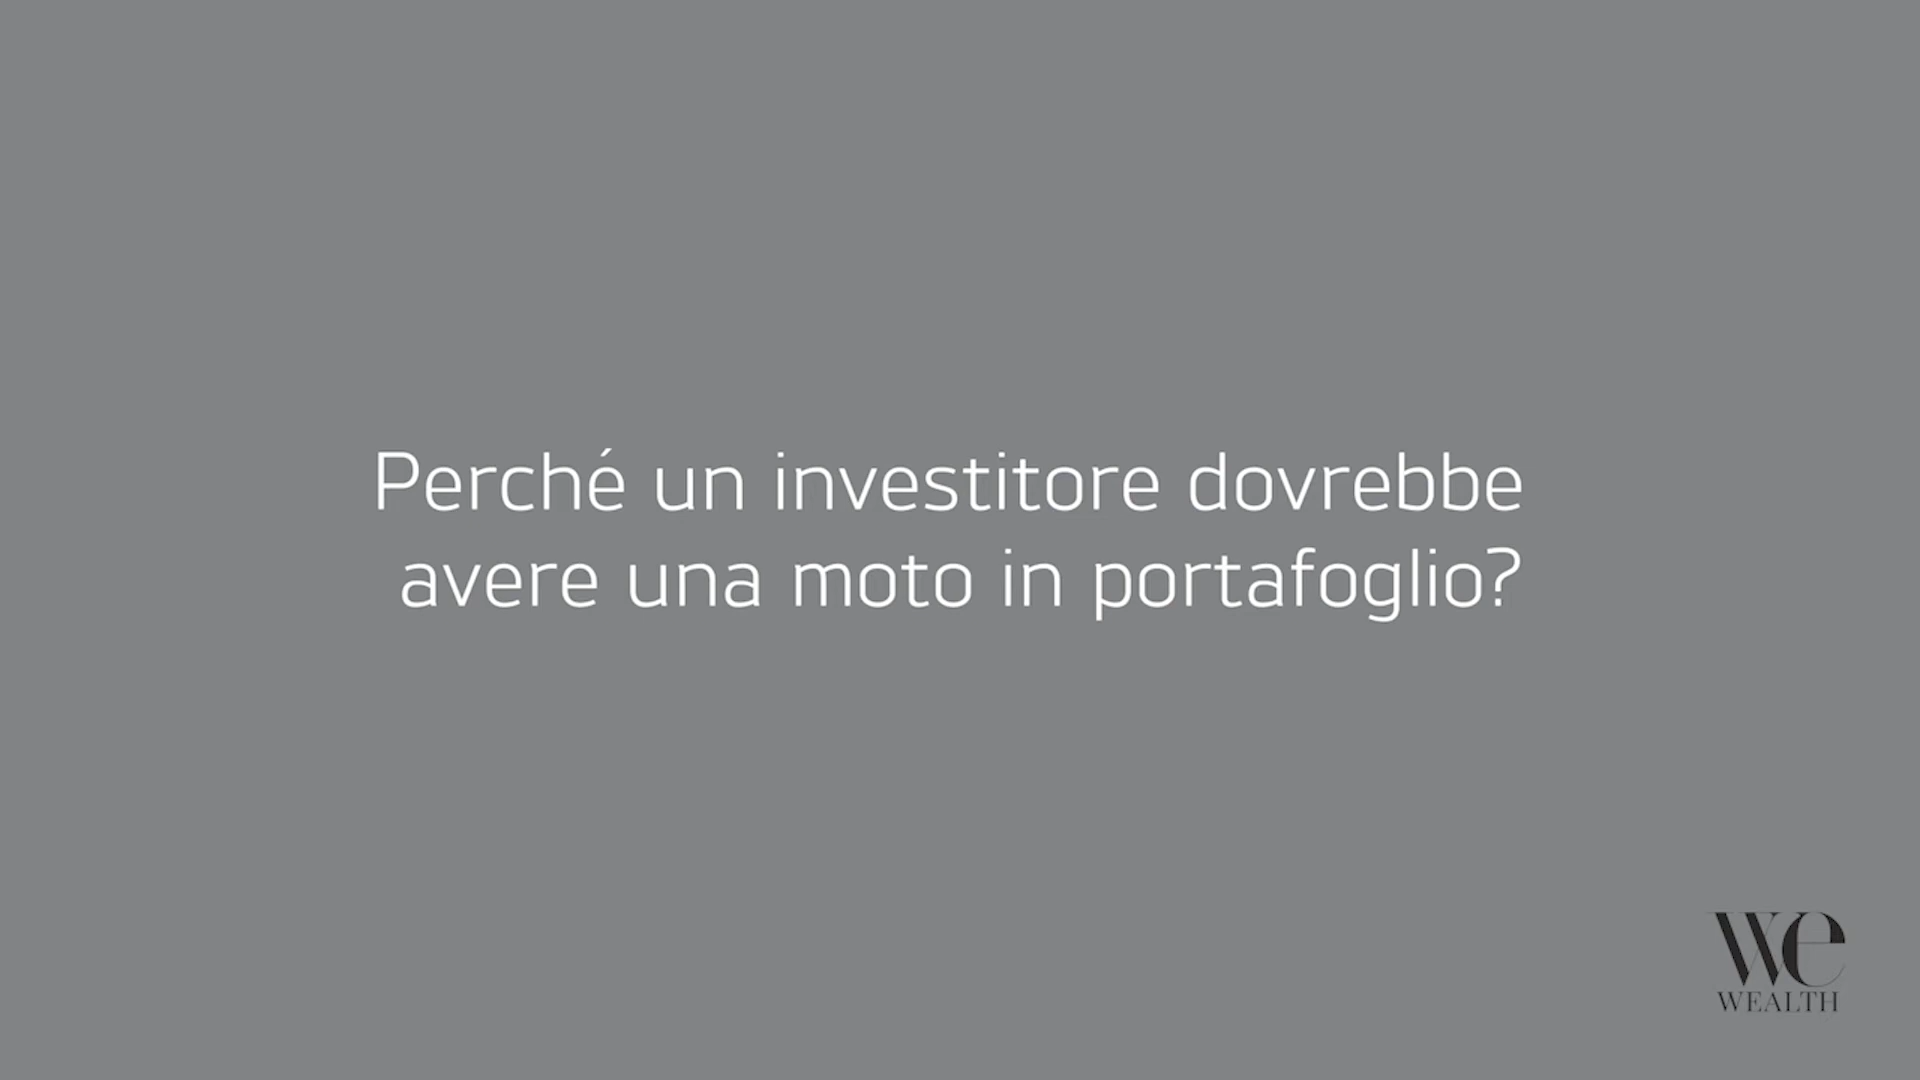 Perché un investitore dovrebbe
avere una moto in portafoglio?
we
WEALTH